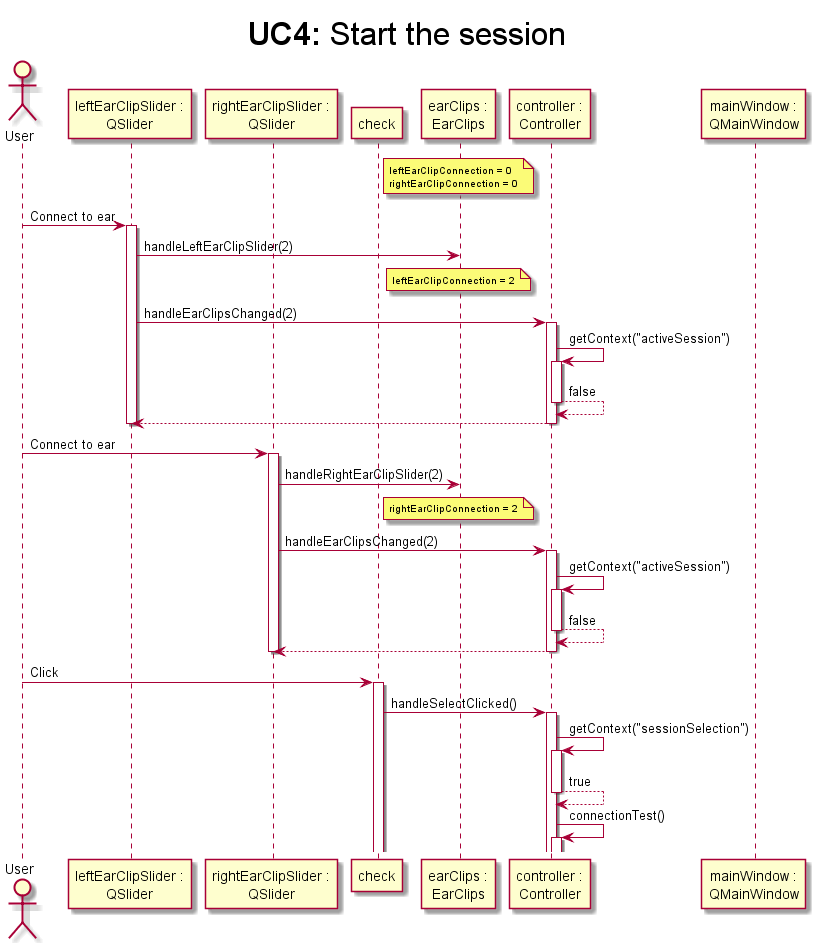 UC4: Start the session
User
leftEarClipSlider :
QSlider
rightEarClipSlider :
QSlider
check
earClips :
EarClips
controller :
Controller
mainWindow :
QMainWindow
leftEarClipConnection = 0
rightEarClipConnection = 0
Connect to ear
handleLeftEarClipSlider(2)
leftEarClipConnection = 2
handleEarClipsChanged(2)
getContext("activeSession")
false
Connect to ear
handleRightEarClipSlider(2)
rightEarClipConnection = 2
handleEarClipsChanged(2)
getContext("activeSession")
false
Click
handleSelectClicked()
getContext("sessionSelection")
true
connectionTest()
User
leftEarClipSlider :
QSlider
rightEarClipSlider :
QSlider
check
earClips :
EarClips
controller :
Controller
mainWindow :
QMainWindow